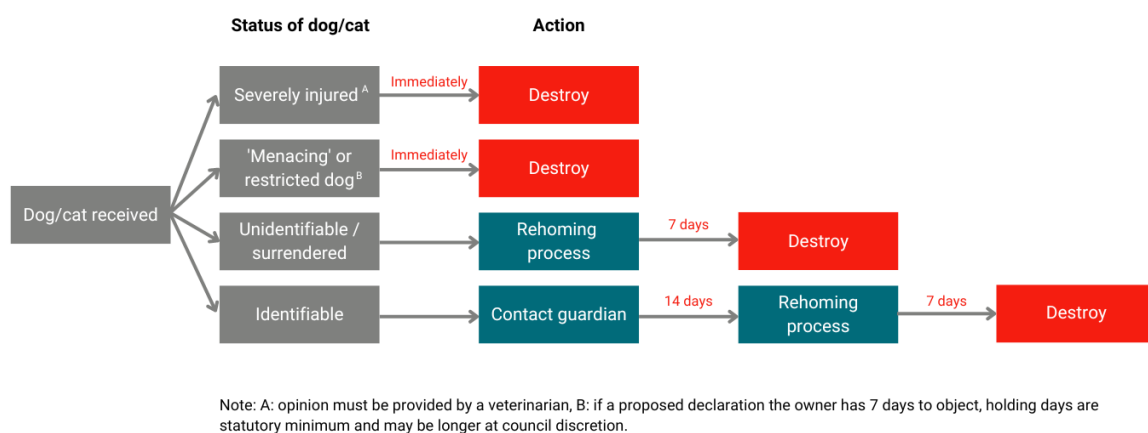 Status of dog/cat
Action
Severely injured A
Immediately
Destroy
'Menacing' or
restricted dog B
Immediately
Destroy
Dog/cat received
Unidentifiable /
surrendered
Rehoming
process
7 days
Destroy
Identifiable
Contact guardian
14 days
Rehoming
process
7 days
Destroy
Note: A: opinion must be provided by a veterinarian, B: if a proposed declaration the owner has 7 days to object, holding days are
statutory minimum and may be longer at council discretion.